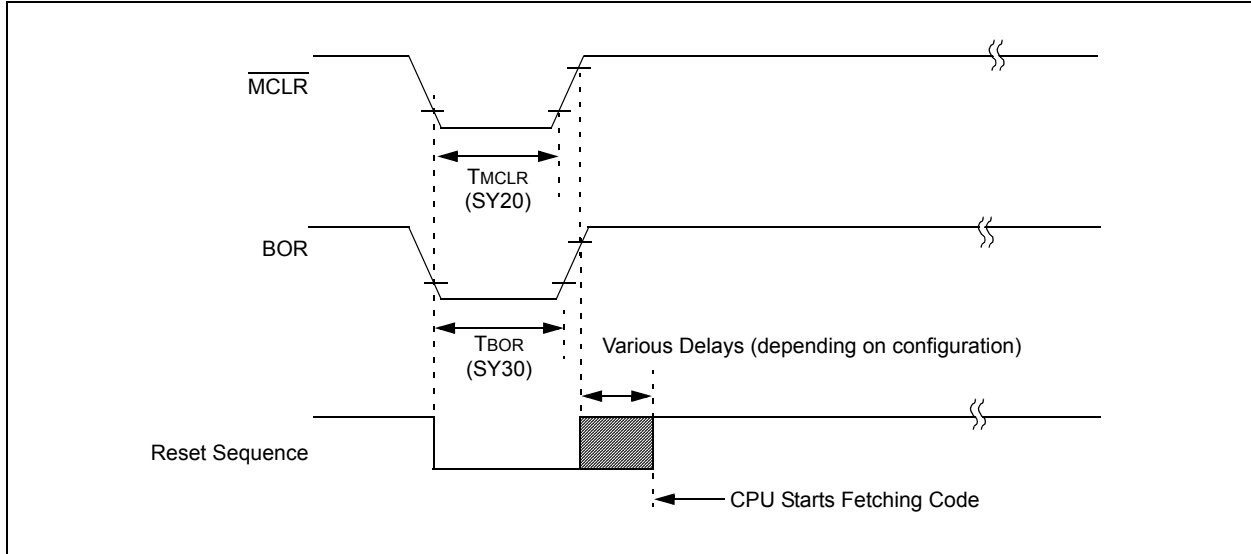 MCLR
TMCLR
(SY20)
BOR
TBOR
(SY30)
Various Delays (depending on configuration)
Reset Sequence
CPU Starts Fetching Code